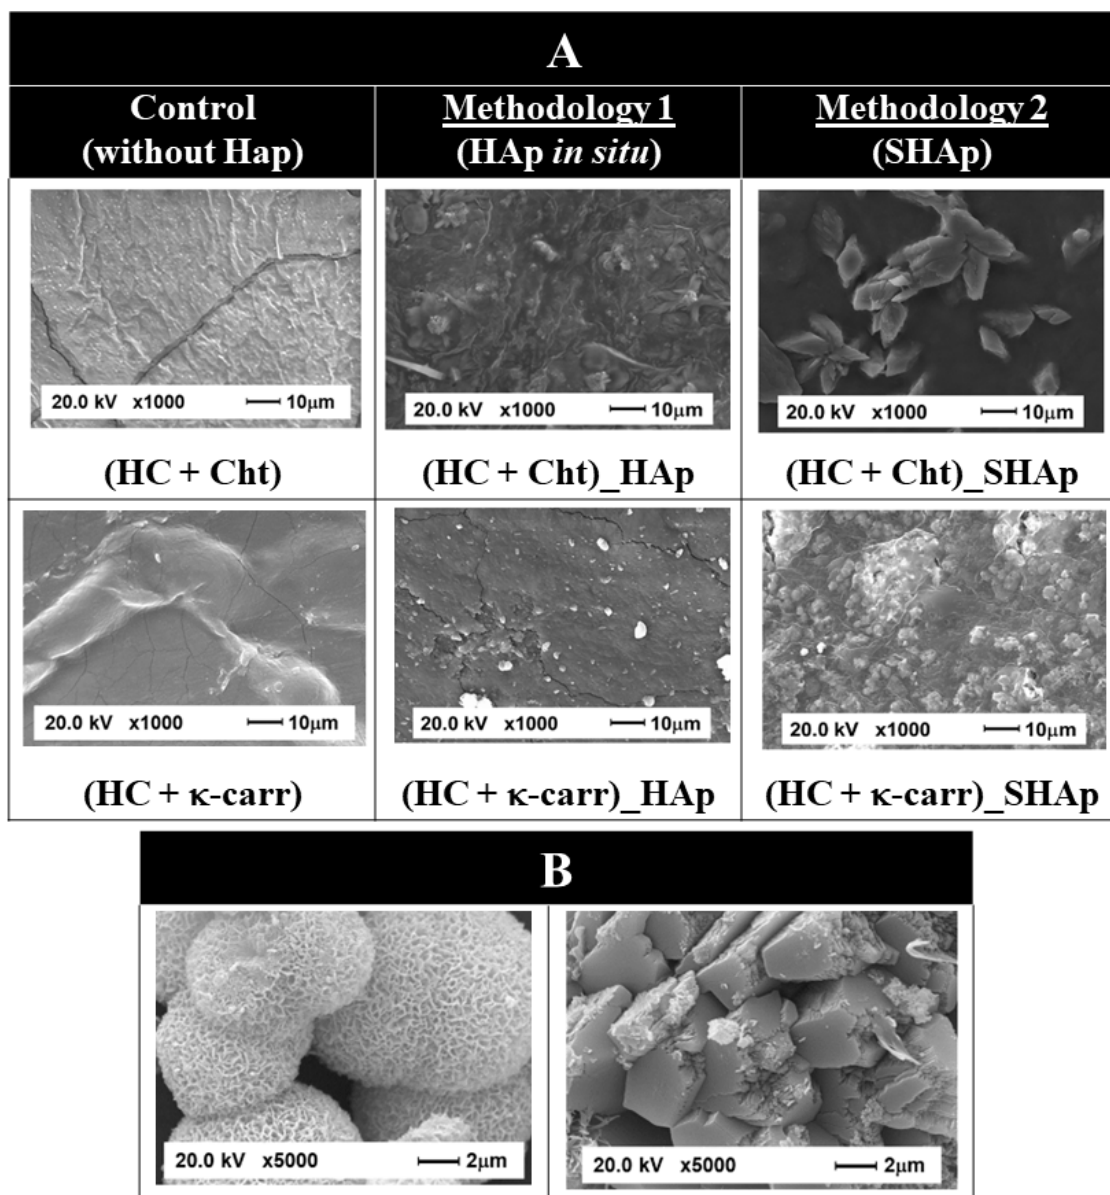 A
Control
(without Hap)
Methodology 1
(HAp in situ)
Methodology 2
(SHAp)
20.0 kV x1000 10μm
20.0 kV x1000 10μm
20.0 kV x1000 10μm
(HC + Cht)
(HC + Cht)_HAp
(HC + Cht)_SHAp
20.0 kV x1000 10μm
20.0 kV x1000 10μm
20.0 kV x1000 10μm
(HC + κ-carr)
(HC + κ-carr)_HAp
(HC + κ-carr)_SHAp
B
20.0 kV x5000 2μm
20.0 kV x5000 2μm